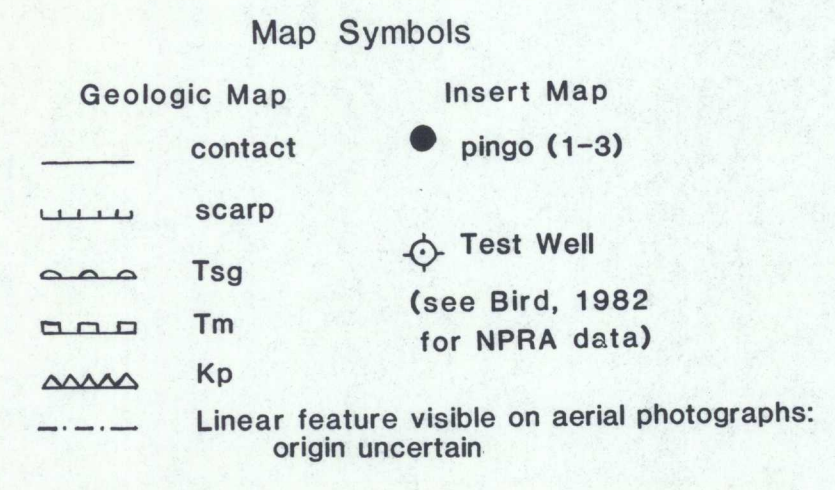 Map Symbols
Geologic Map
contact
scarp
Tsg
Tm
Kp
Linear feature visible on aerial photographs:
origin uncertain
Insert Map
pingo (1-3)
Test Well
(see Bird, 1982
for NPRA data)